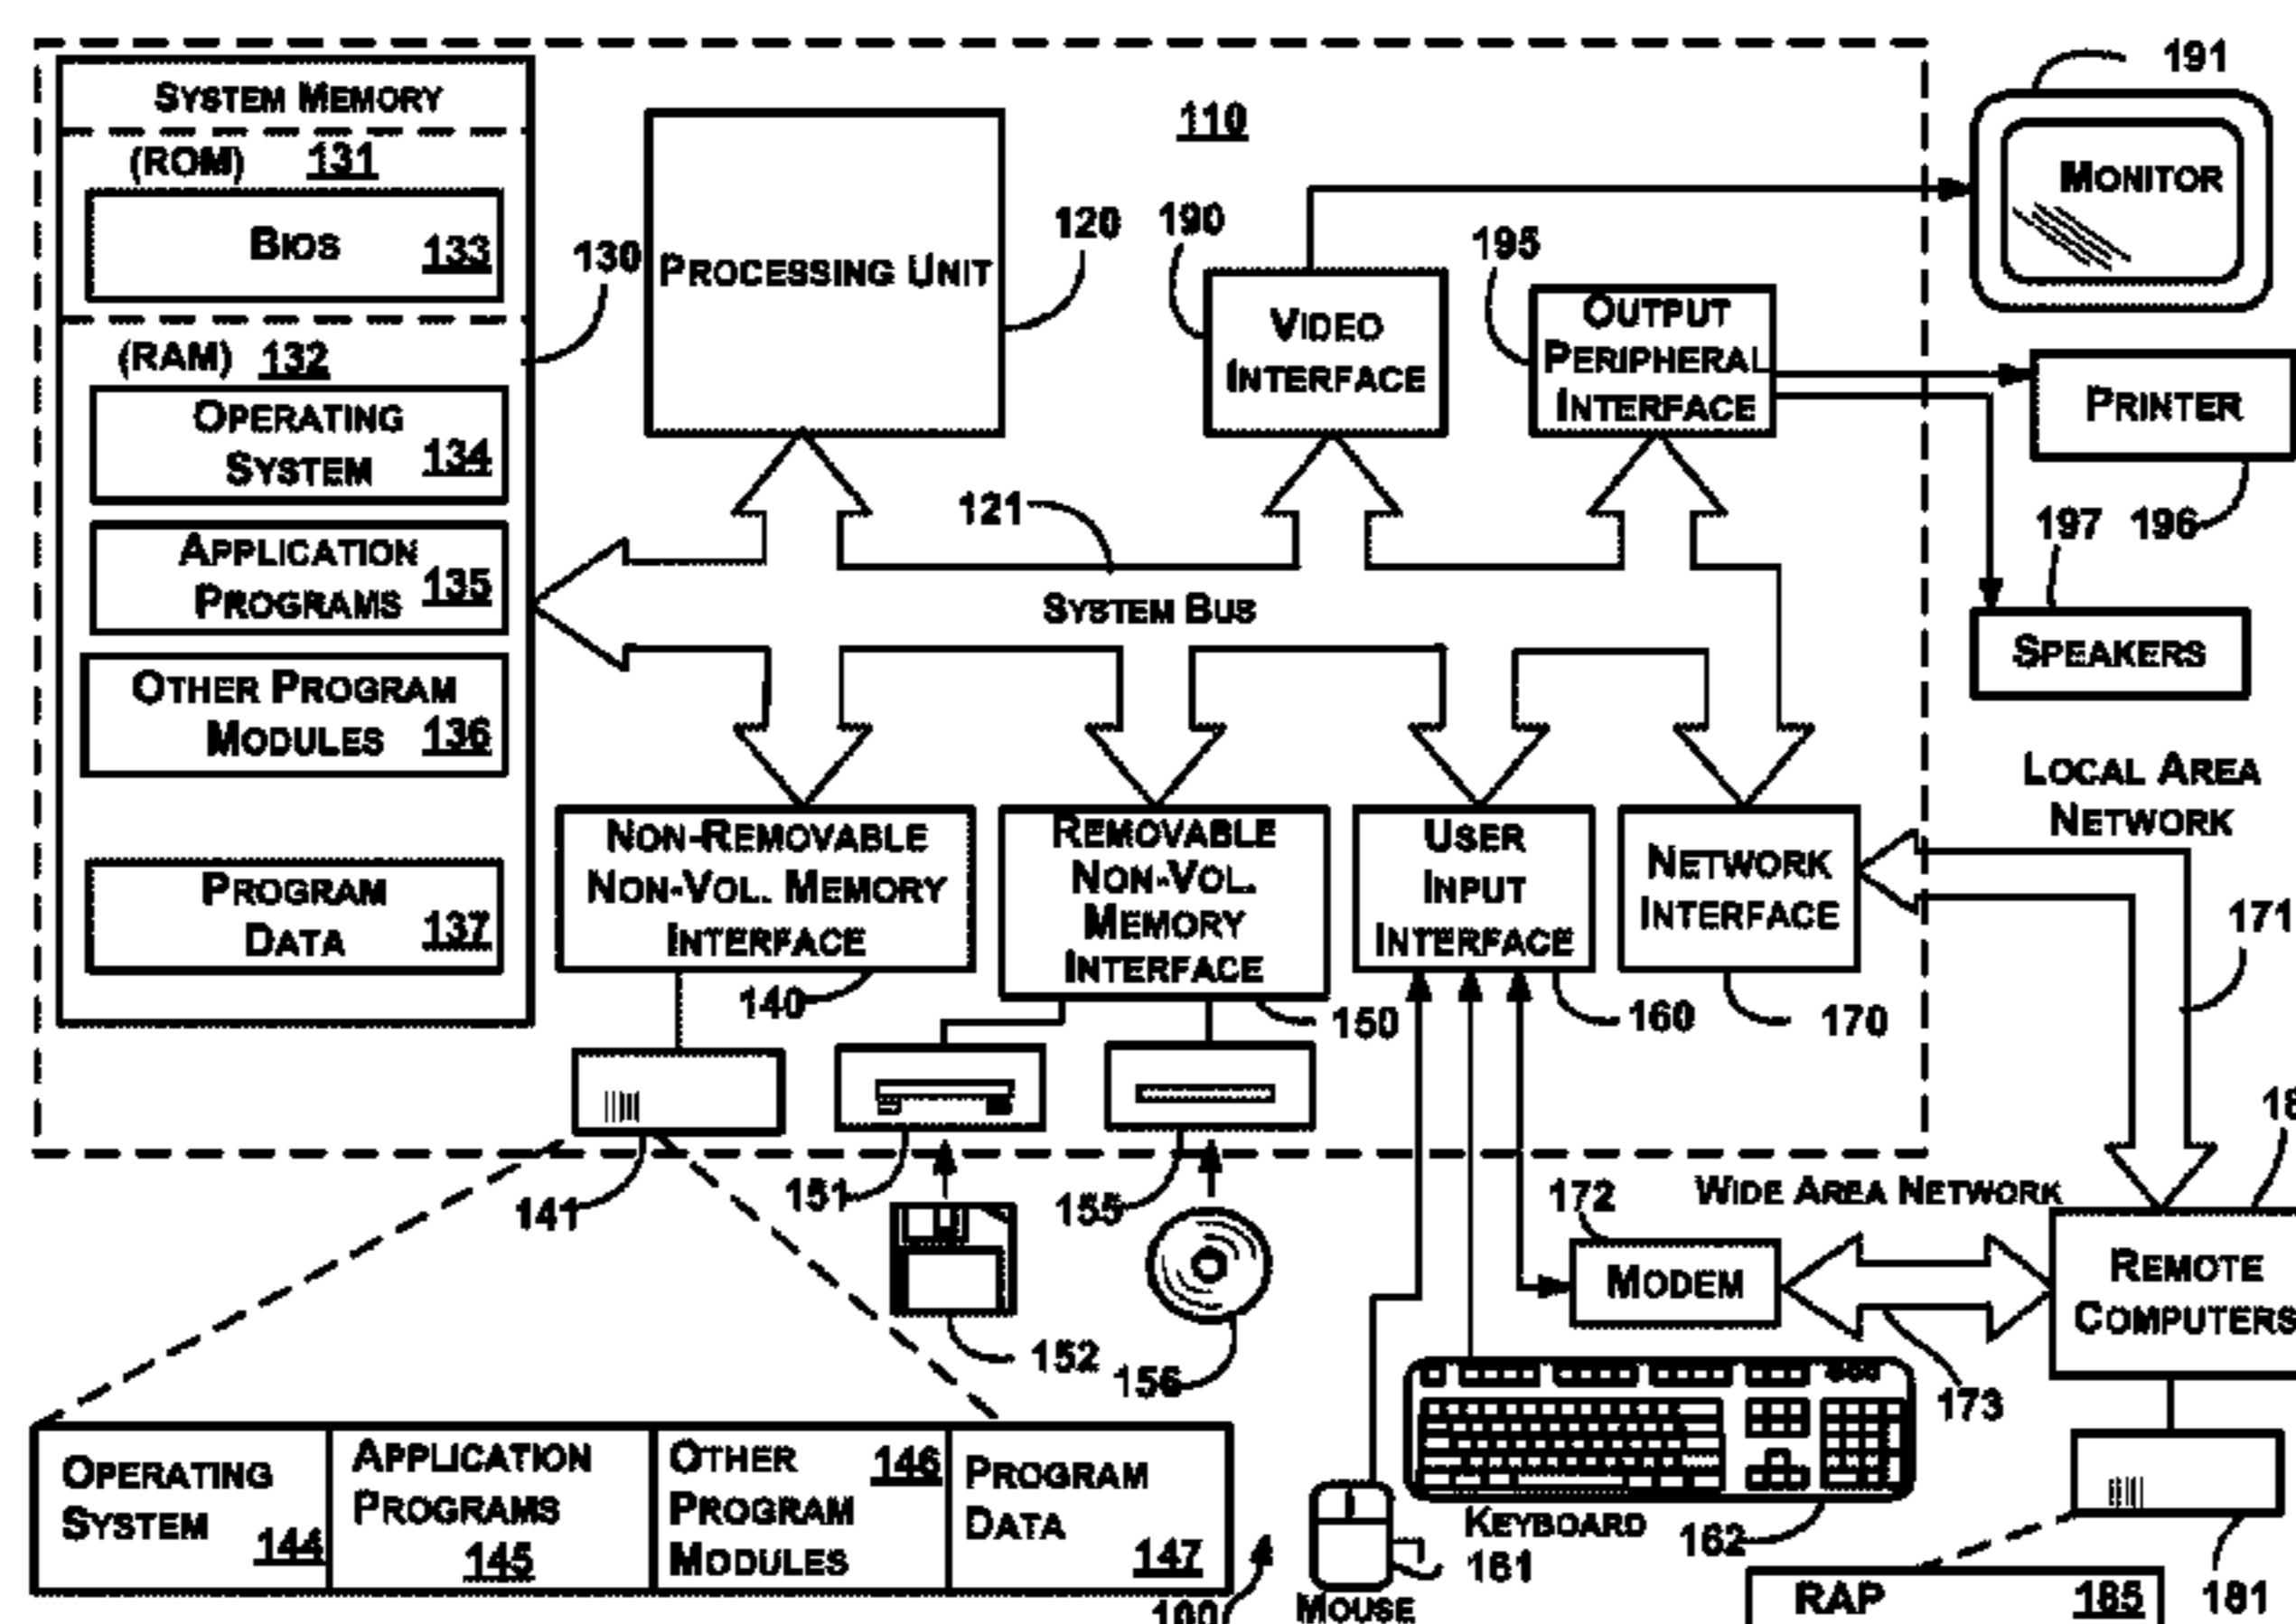 SYSTEM MEMORY
(ROM) 131
BIOS 133
130
(RAM) 132
OPERATING
SYSTEM 134
APPLICATION
PROGRAMS 135
OTHER PROGRAM
MODULES 136
PROGRAM
DATA 137
PROCESSING UNIT
120
110
190
VIDEO
INTERFACE
195
OUTPUT
PERIPHERAL
INTERFACE
191
MONITOR
PRINTER
197 196
SPEAKERS
121
SYSTEM BUS
NON-REMOVABLE
NON-VOL. MEMORY
INTERFACE
140
REMOVABLE
NON-VOL.
MEMORY
INTERFACE
150
USER
INPUT
INTERFACE
160
NETWORK
INTERFACE
170
LOCAL AREA
NETWORK
171
141
151
155
152
156
172
WIDE AREA NETWORK
MODEM
173
REMOTE
COMPUTERS
OPERATING
SYSTEM 144
APPLICATION
PROGRAMS
145
OTHER 146
PROGRAM
MODULES
PROGRAM
DATA
147
100
MOUSE
161
KEYBOARD
162
181
RAP 185